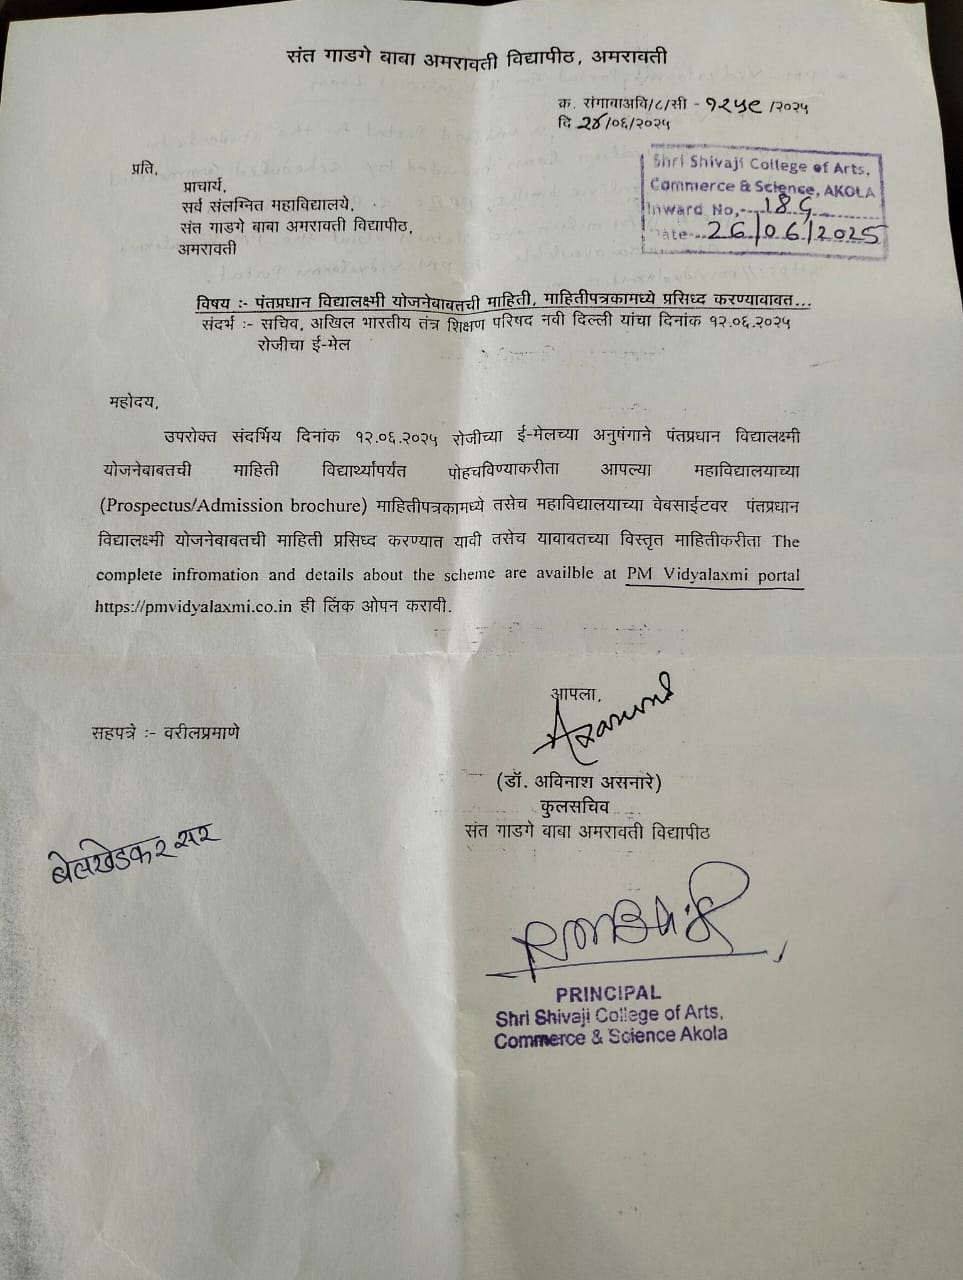 संत गाडगे बाबा अमरावती विद्यापीठ, अमरावती
क्र. संगाबाअवि/८/सी - १२५९ /२०२५
दि २४/०६/२०२५
Shri Shivaji College of Arts,
Commerce & Science, AKOLA
Inward No,-
Date 26/06/2025
प्रति,
प्राचार्य,
सर्व संलग्नित महाविद्यालये,
संत गाडगे बाबा अमरावती विद्यापीठ,
अमरावती
विषय :- पंतप्रधान विद्यालक्ष्मी योजनेबाबतची माहिती, माहितीपत्रकामध्ये प्रसिध्द करण्याबाबत...
संदर्भ :- सचिव, अखिल भारतीय तंत्र शिक्षण परिषद नवी दिल्ली यांचा दिनांक १२.०६.२०२५
रोजीचा ई-मेल
महोदय,
उपरोक्त संदर्भिय दिनांक १२.०६.२०२५ रोजीच्या ई-मेलच्या अनुषंगाने पंतप्रधान विद्यालक्ष्मी
योजनेबाबतची माहिती विद्यार्थ्यांपर्यत पोहचविण्याकरीता आपल्या महाविद्यालयाच्या
(Prospectus/Admission brochure) माहितीपत्रकामध्ये तसेच महाविद्यालयाच्या वेबसाईटवर पंतप्रधान
विद्यालक्ष्मी योजनेबाबतची माहिती प्रसिध्द करण्यात यावी तसेच याबाबतच्या विस्तृत माहितीकरीता The
complete infromation and details about the scheme are availble at PM Vidyalaxmi portal
https://pmvidyalaxmi.co.in ही लिंक ओपन करावी.
आपला,
सहपत्रे :- वरीलप्रमाणे
(डॉ. अविनाश असनारे)
कुलसचिव
संत गाडगे बाबा अमरावती विद्यापीठ
बेलखेडकर सर
PRINCIPAL
Shri Shivaji College of Arts,
Commerce & Science Akola